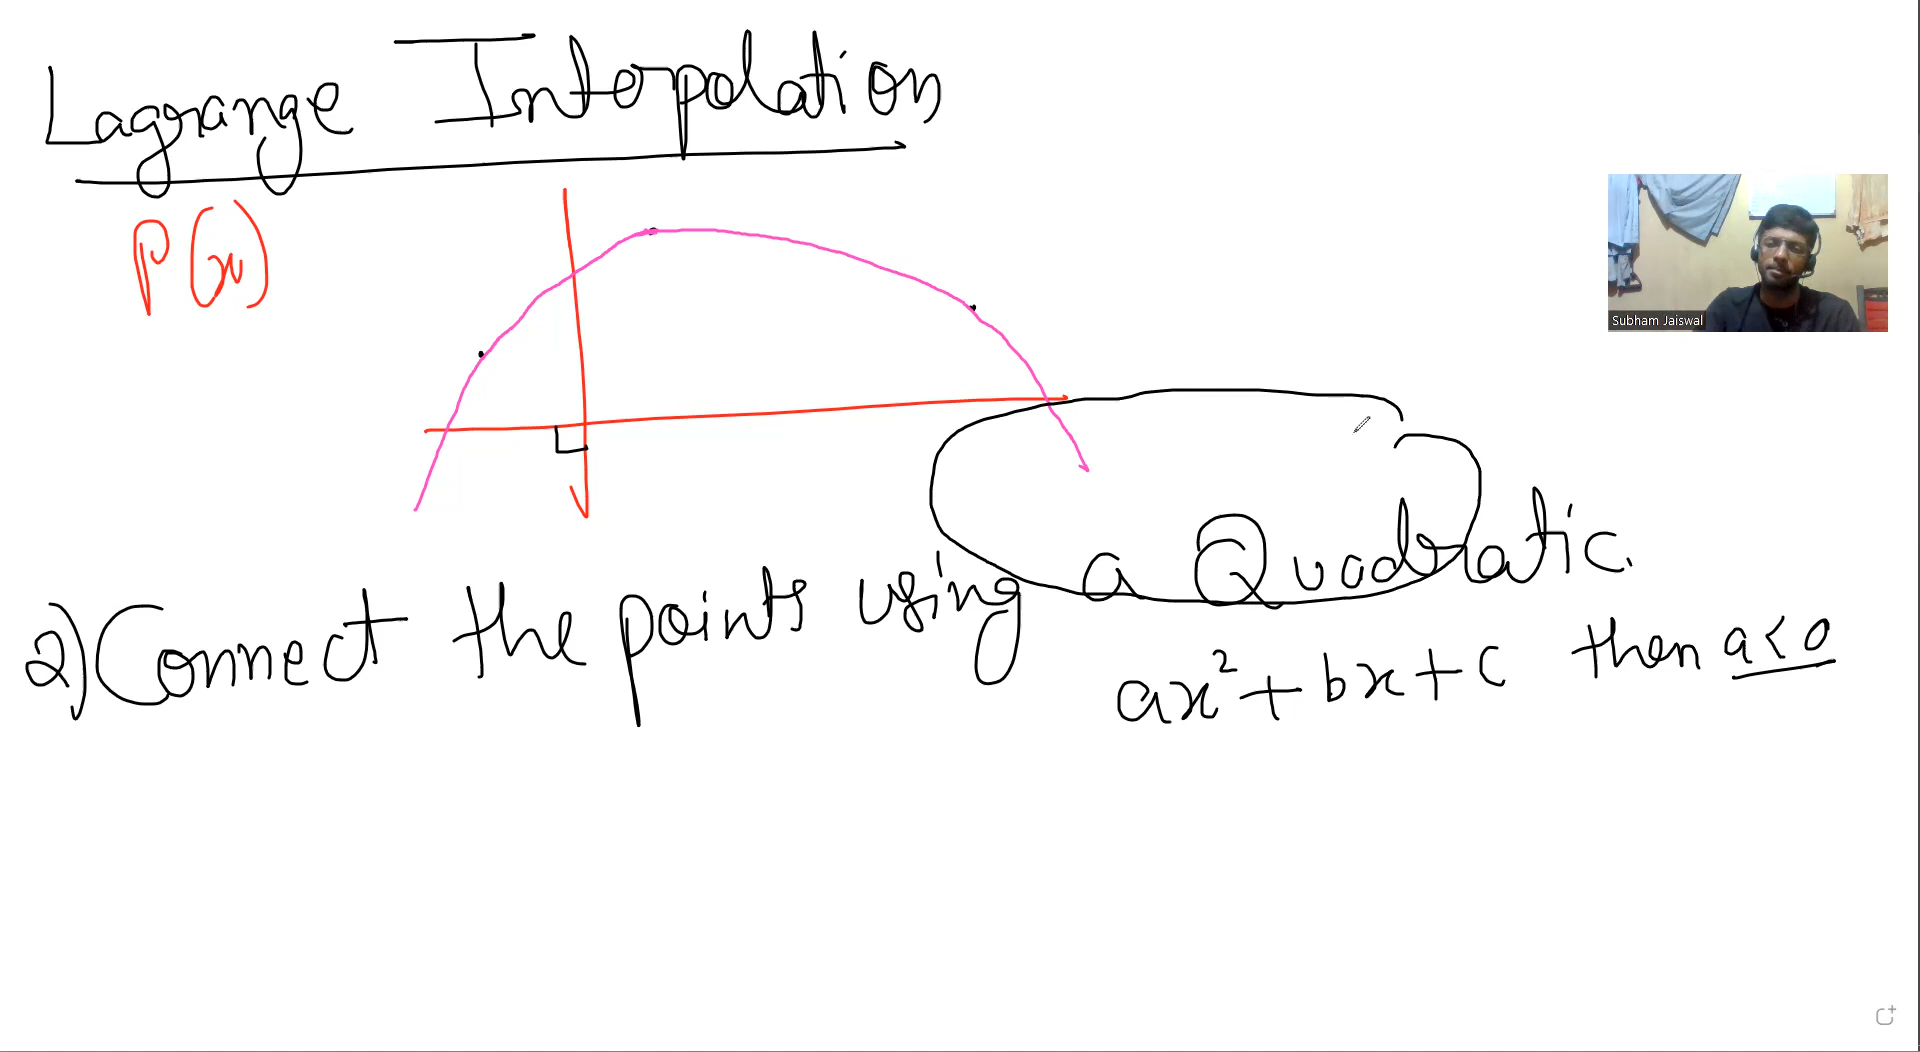 Lagrange Interpolation
P(x)
Subham Jaiswal
2) Connect the points using a Quadratic.
ax²+bx+c then a<0